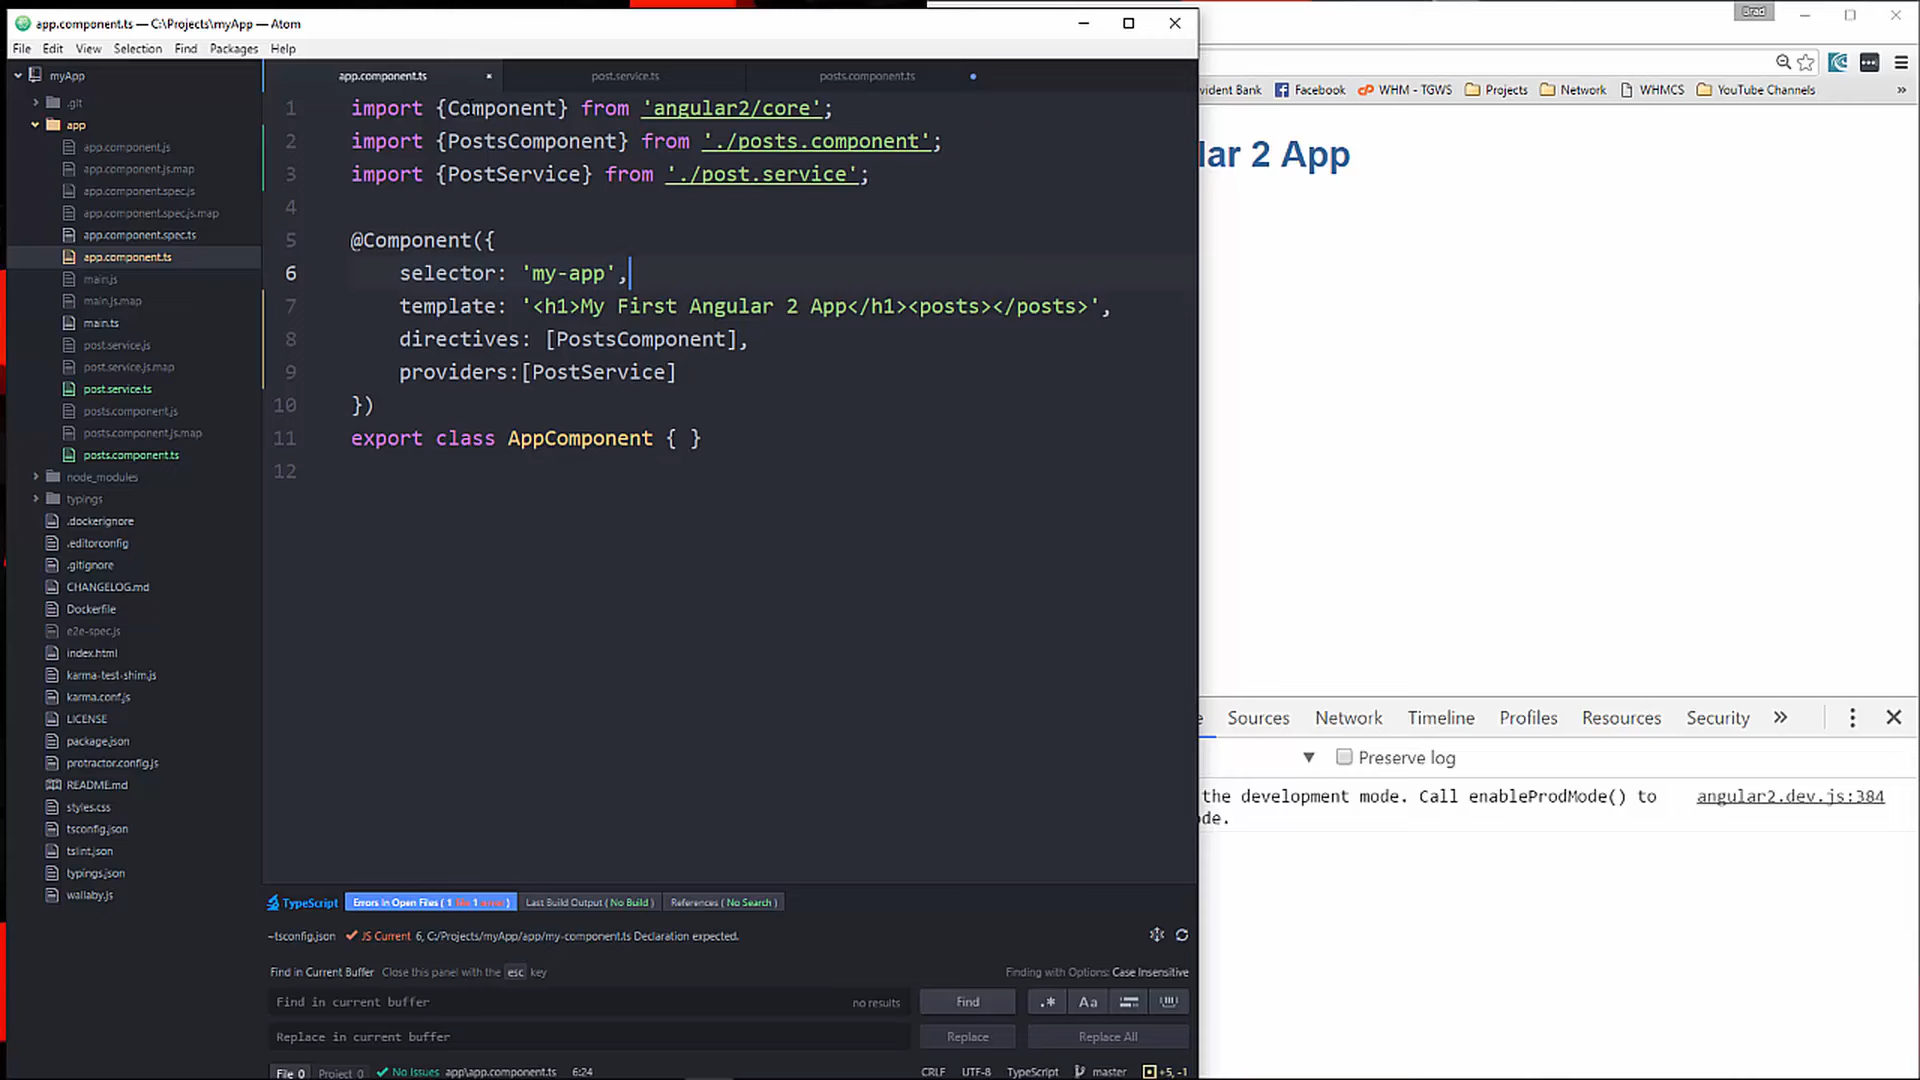 app.component.ts — C:\Projects\myApp — Atom
File Edit View Selection Find Packages Help
myApp
.git
app
app.component.js
app.component.js.map
app.component.spec.js
app.component.spec.js.map
app.component.spec.ts
app.component.ts
main.js
main.js.map
main.ts
post.service.js
post.service.js.map
post.service.ts
posts.component.js
posts.component.js.map
posts.component.ts
node_modules
typings
.dockerignore
.editorconfig
.gitignore
CHANGELOG.md
Dockerfile
e2e-spec.js
index.html
karma-test-shim.js
karma.conf.js
LICENSE
package.json
protractor.config.js
README.md
styles.css
tsconfig.json
tslint.json
typings.json
wallaby.js
app.component.ts post.service.ts posts.component.ts
1 import {Component} from 'angular2/core';
2 import {PostsComponent} from './posts.component';
3 import {PostService} from './post.service';
4
5 @Component({
6 selector: 'my-app',
7 template: '<h1>My First Angular 2 App</h1><posts></posts>',
8 directives: [PostsComponent],
9 providers:[PostService]
10 })
11 export class AppComponent { }
12
TypeScript Errors in Open Files ( 1 file 1 error ) Last Build Output ( No Build ) References ( No Search )
~tsconfig.json JS Current 6, C:/Projects/myApp/app/my-component.ts Declaration expected.
Find in Current Buffer Close this panel with the esc key Finding with Options: Case Insensitive
Find in current buffer no results Find .* Aa
Replace in current buffer Replace Replace All
File 0 Project 0 No Issues app\app.component.ts 6:24 CRLF UTF-8 TypeScript master +5, -1
Brad
vident Bank Facebook WHM - TGWS Projects Network WHMCS YouTube Channels »
lar 2 App
Sources Network Timeline Profiles Resources Security »
Preserve log
the development mode. Call enableProdMode() to angular2.dev.js:384
ode.